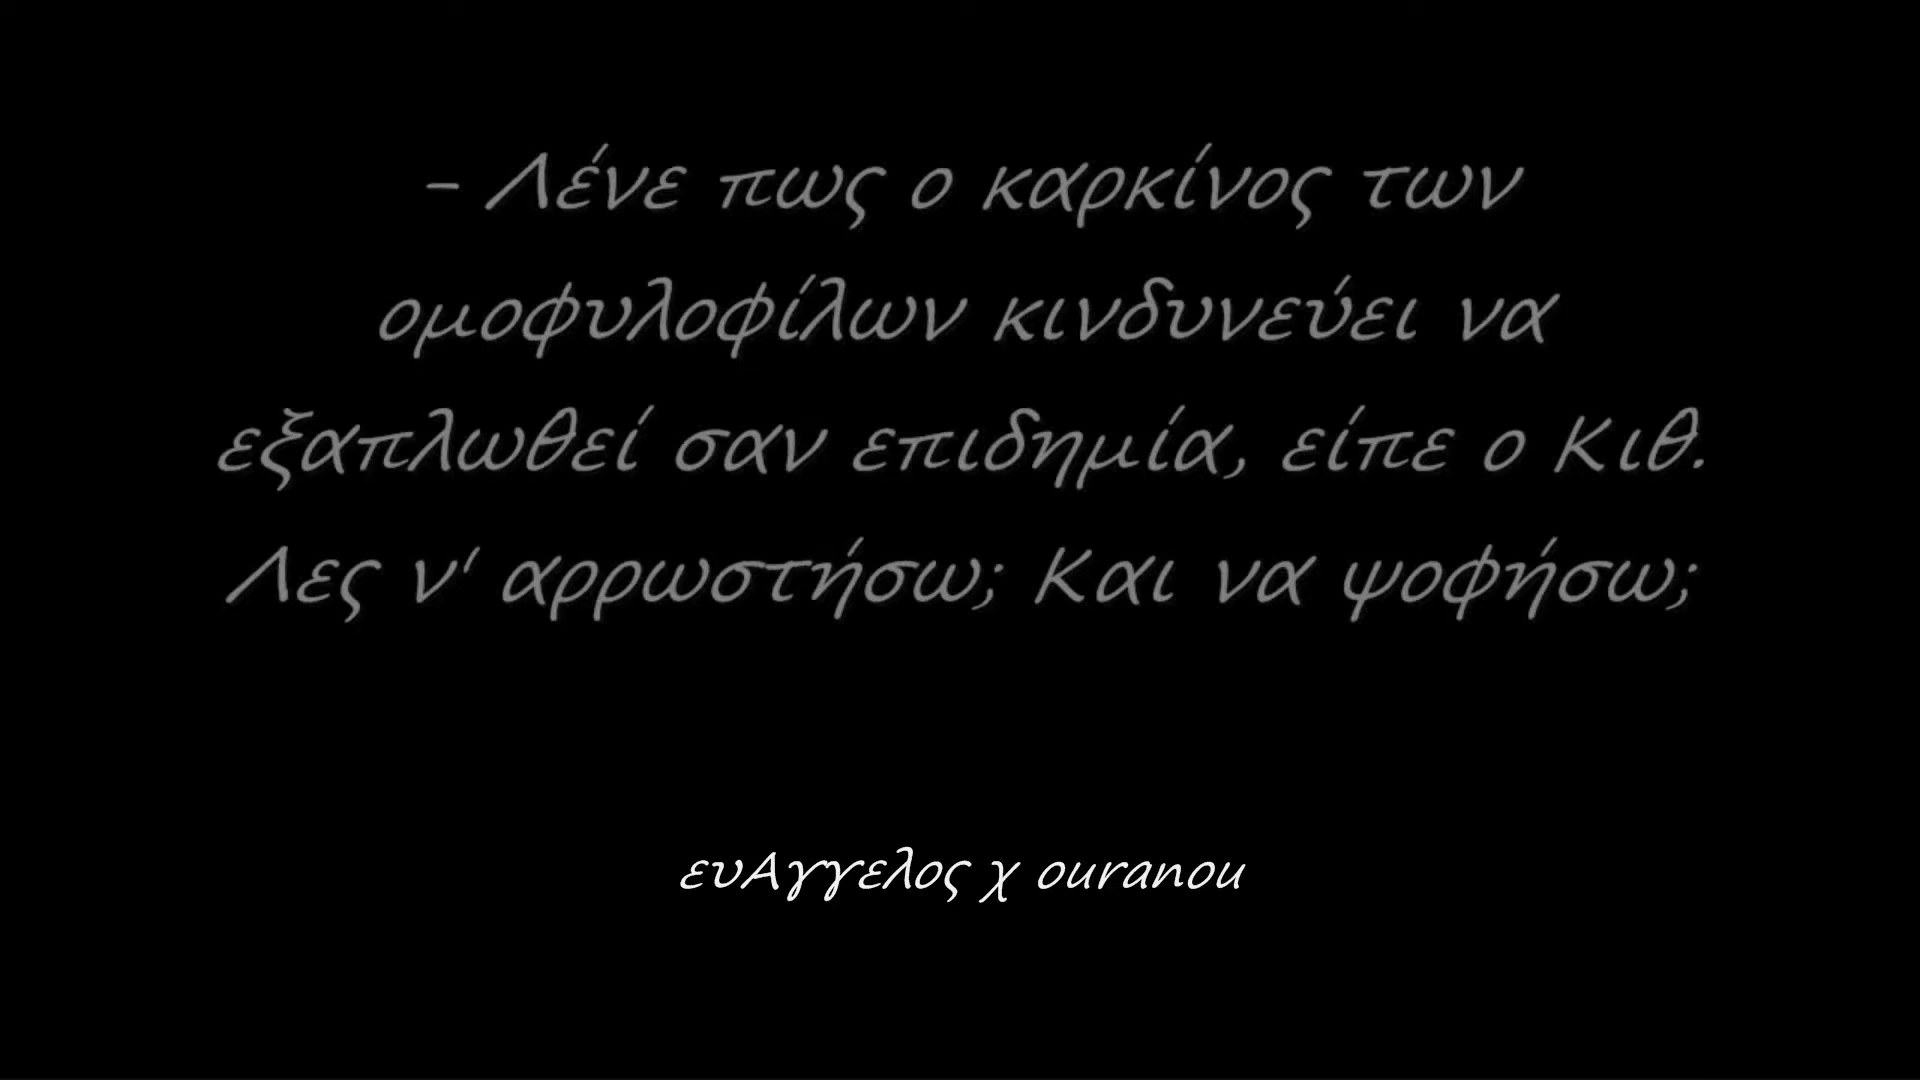 - Λένε πως ο καρκίνος των
ομοφυλοφίλων κινδυνεύει να
εξαπλωθεί σαν επιδημία, είπε ο Κιθ.
Λες ν' αρρωστήσω; Και να ψοφήσω;
ευΑγγελος χ ouranou